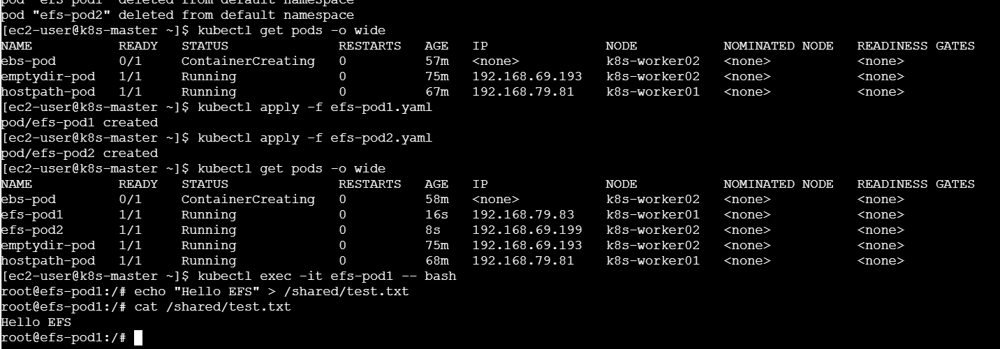 pod "efs-pod1" deleted from default namespace
pod "efs-pod2" deleted from default namespace
[ec2-user@k8s-master ~]$ kubectl get pods -o wide
NAME           READY   STATUS              RESTARTS   AGE   IP               NODE           NOMINATED NODE   READINESS GATES
ebs-pod        0/1     ContainerCreating   0          57m   <none>           k8s-worker02   <none>           <none>
emptydir-pod   1/1     Running             0          75m   192.168.69.193   k8s-worker02   <none>           <none>
hostpath-pod   1/1     Running             0          67m   192.168.79.81    k8s-worker01   <none>           <none>
[ec2-user@k8s-master ~]$ kubectl apply -f efs-pod1.yaml
pod/efs-pod1 created
[ec2-user@k8s-master ~]$ kubectl apply -f efs-pod2.yaml
pod/efs-pod2 created
[ec2-user@k8s-master ~]$ kubectl get pods -o wide
NAME           READY   STATUS              RESTARTS   AGE   IP               NODE           NOMINATED NODE   READINESS GATES
ebs-pod        0/1     ContainerCreating   0          58m   <none>           k8s-worker02   <none>           <none>
efs-pod1       1/1     Running             0          16s   192.168.79.83    k8s-worker01   <none>           <none>
efs-pod2       1/1     Running             0          8s    192.168.69.199   k8s-worker02   <none>           <none>
emptydir-pod   1/1     Running             0          75m   192.168.69.193   k8s-worker02   <none>           <none>
hostpath-pod   1/1     Running             0          68m   192.168.79.81    k8s-worker01   <none>           <none>
[ec2-user@k8s-master ~]$ kubectl exec -it efs-pod1 -- bash
root@efs-pod1:/# echo "Hello EFS" > /shared/test.txt
root@efs-pod1:/# cat /shared/test.txt
Hello EFS
root@efs-pod1:/#